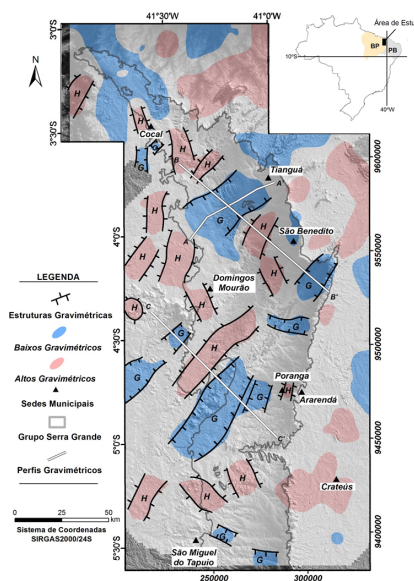 41°30'W
41°0'W
Área de Estu
BP
PB
10°S
40°W
3°0'S
3°30'S
4°0'S
4°30'S
5°0'S
5°30'S
N
H
H
Cocal
G
G
B
H
H
Tianguá
A'
G
G
H
São Benedito
H
A
H
H
H
G
B'
Domingos
Mourão
H
C
H
G
G
H
G
G
G
Poranga
H
Ararendá
C'
H
H
H
Crateús
G
São Miguel
do Tapuio
G
9600000
9550000
9500000
9450000
9400000
250000
300000
LEGENDA
Estruturas Gravimétricas
Baixos Gravimétricos
Altos Gravimétricos
Sedes Municipais
Grupo Serra Grande
Perfis Gravimétricos
0
25
50
km
Sistema de Coordenadas
SIRGAS2000/24S